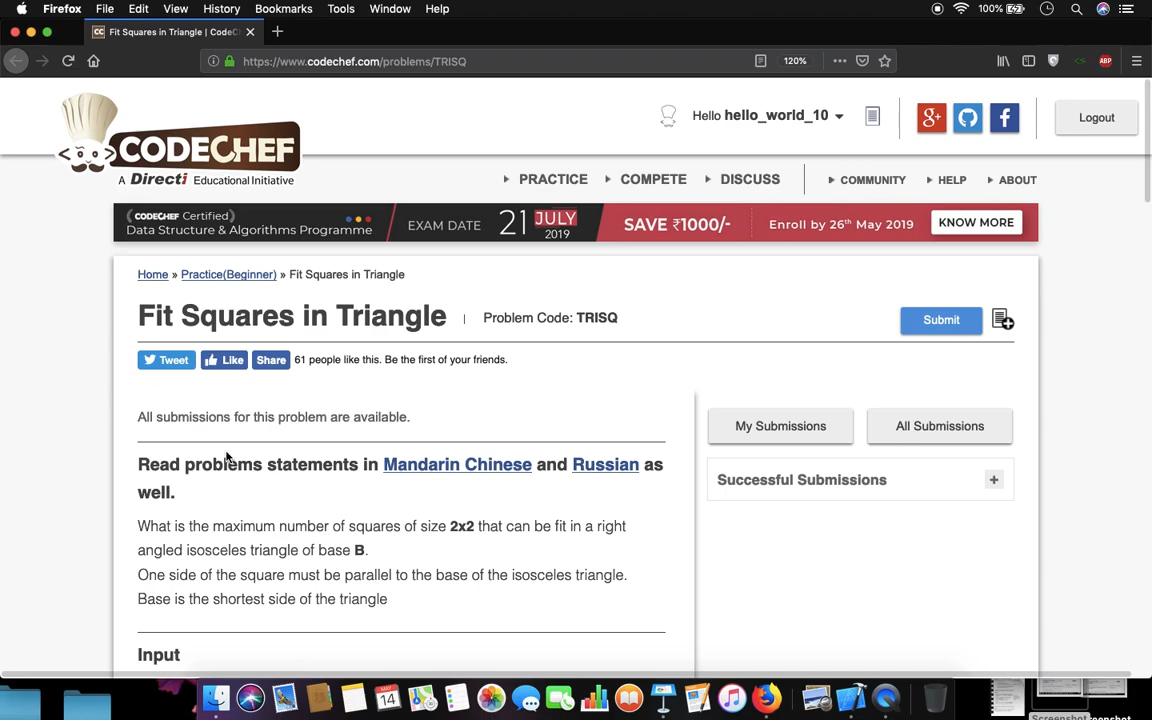 Firefox File Edit View History Bookmarks Tools Window Help 100%
Fit Squares in Triangle | CodeC
https://www.codechef.com/problems/TRISQ 120% ABP
CODECHEF
A Directi Educational Initiative
Hello hello_world_10 g+ f Logout
PRACTICE COMPETE DISCUSS COMMUNITY HELP ABOUT
CODECHEF Certified
Data Structure & Algorithms Programme
EXAM DATE 21 JULY 2019
SAVE ₹1000/- Enroll by 26th May 2019 KNOW MORE
Home » Practice(Beginner) » Fit Squares in Triangle
Fit Squares in Triangle | Problem Code: TRISQ Submit
Tweet Like Share 61 people like this. Be the first of your friends.
All submissions for this problem are available.
My Submissions All Submissions
Read problems statements in Mandarin Chinese and Russian as
well.
Successful Submissions +
What is the maximum number of squares of size 2x2 that can be fit in a right
angled isosceles triangle of base B.
One side of the square must be parallel to the base of the isosceles triangle.
Base is the shortest side of the triangle
Input
14